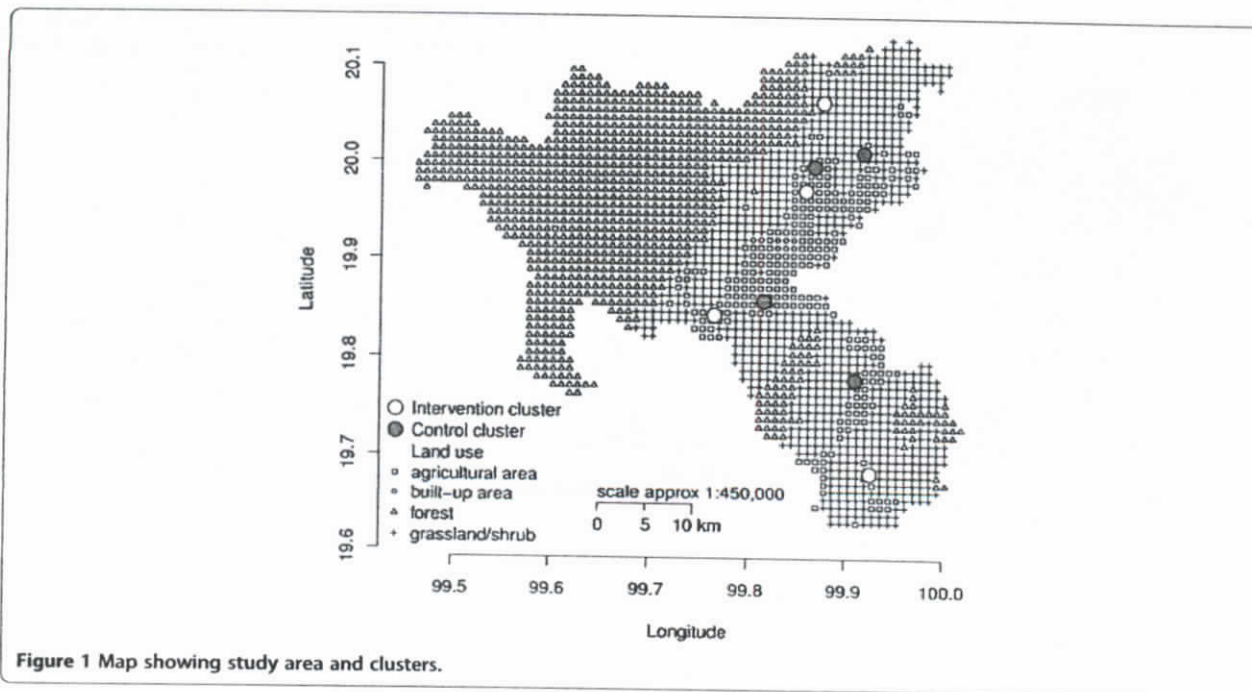 20.1
20.0
19.9
19.8
19.7
19.6
Latitude
Intervention cluster
Control cluster
Land use
agricultural area
built-up area
forest
grassland/shrub
scale approx 1:450,000
0 5 10 km
99.5 99.6 99.7 99.8 99.9 100.0
Longitude
Figure 1 Map showing study area and clusters.